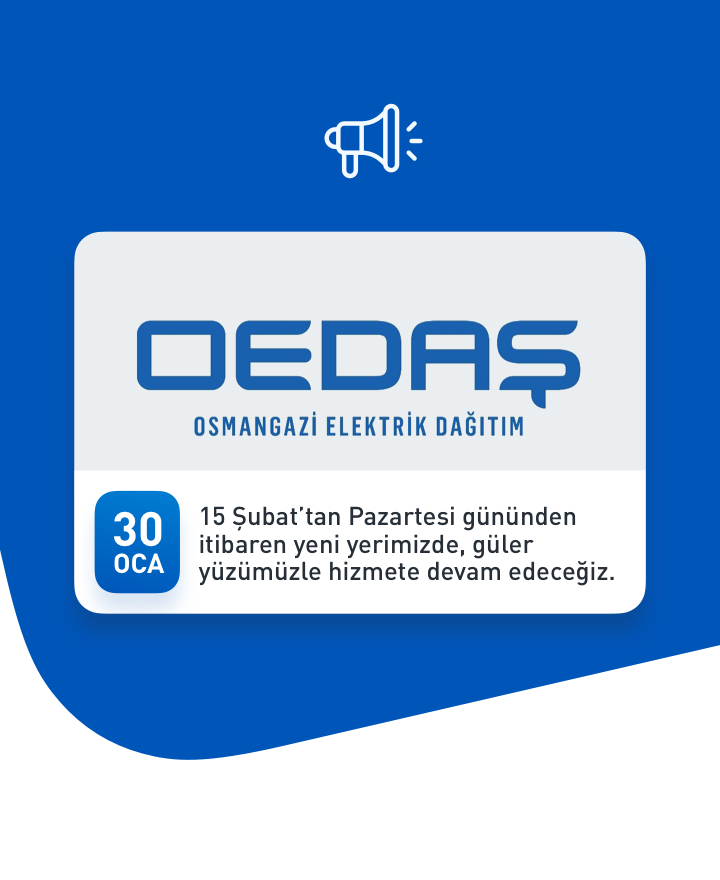 OEDAŞ
OSMANGAZİ ELEKTRİK DAĞITIM
30
OCA
15 Şubat’tan Pazartesi gününden
itibaren yeni yerimizde, güler
yüzümüzle hizmete devam edeceğiz.